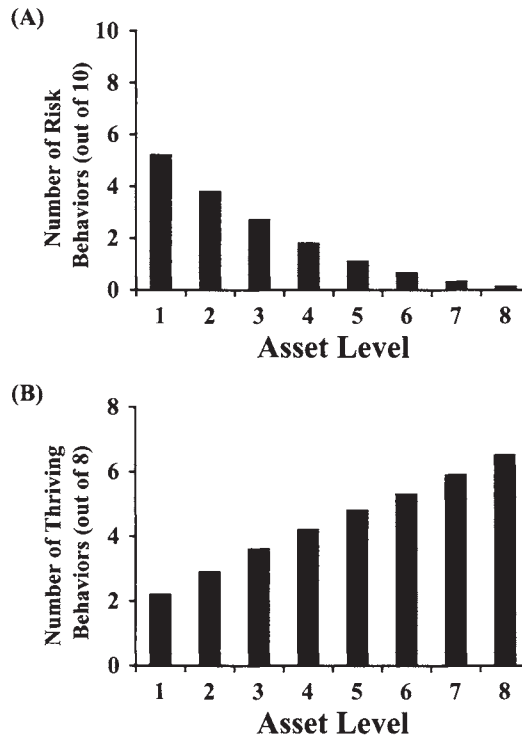 (A)
Number of Risk
Behaviors (out of 10)
10
8
6
4
2
0
1 2 3 4 5 6 7 8
Asset Level
(B)
Number of Thriving
Behaviors (out of 8)
8
6
4
2
0
1 2 3 4 5 6 7 8
Asset Level